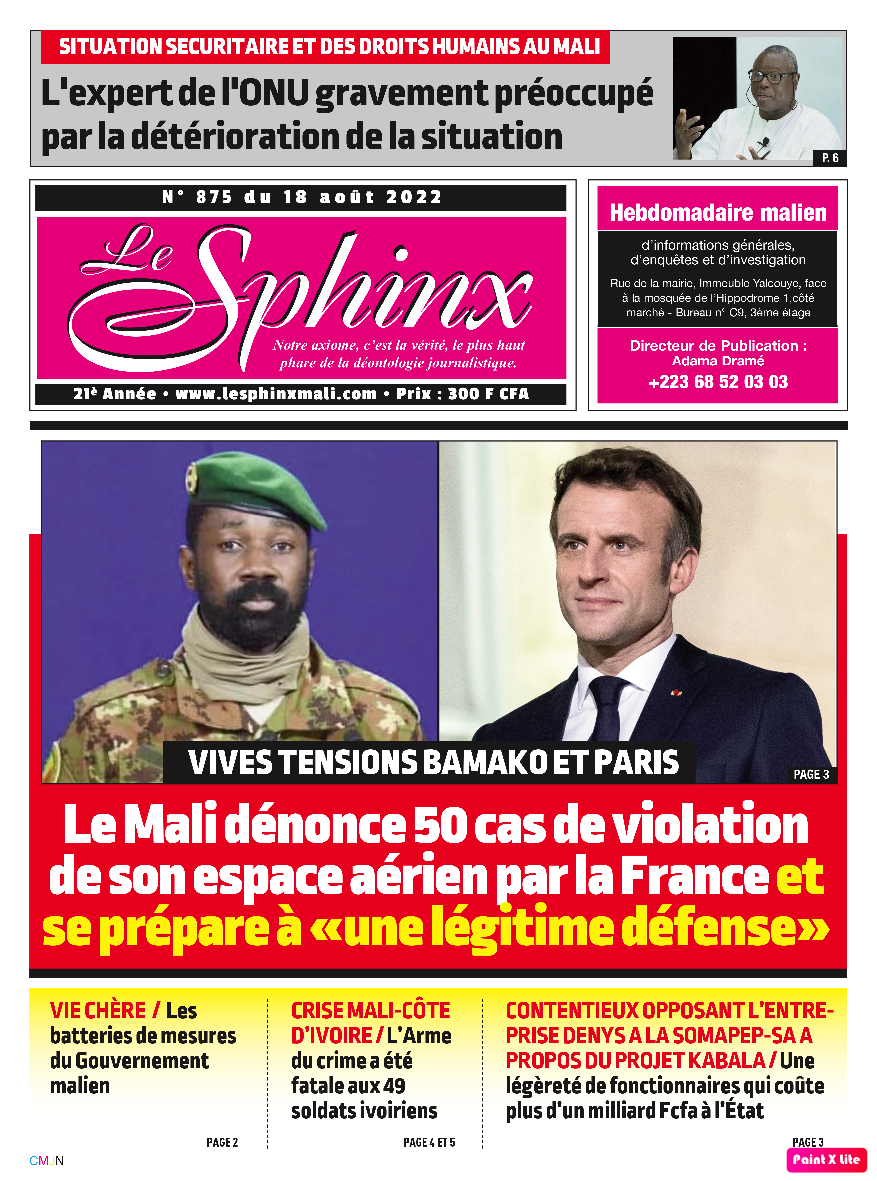 SITUATION SECURITAIRE ET DES DROITS HUMAINS AU MALI
L'expert de l'ONU gravement préoccupé
par la détérioration de la situation
P. 6
N° 875 du 18 août 2022
Le Sphinx
Notre axiome, c'est la vérité, le plus haut
phare de la déontologie journalistique.
21è Année • www.lesphinxmali.com • Prix : 300 F CFA
Hebdomadaire malien
d'informations générales,
d'enquêtes et d'investigation
Rue de la mairie, Immeuble Yalcouye, face
à la mosquée de l'Hippodrome 1.côté
marché - Bureau n° C9, 3ème étage
Directeur de Publication :
Adama Dramé
+223 68 52 03 03
VIVES TENSIONS BAMAKO ET PARIS
PAGE 3
Le Mali dénonce 50 cas de violation
de son espace aérien par la France et
se prépare à «une légitime défense»
VIE CHÈRE / Les
batteries de mesures
du Gouvernement
malien
PAGE 2
CRISE MALI-CÔTE
D'IVOIRE / L'Arme
du crime a été
fatale aux 49
soldats ivoiriens
PAGE 4 ET 5
CONTENTIEUX OPPOSANT L'ENTRE-
PRISE DENYS A LA SOMAPEP-SA A
PROPOS DU PROJET KABALA / Une
légèreté de fonctionnaires qui coûte
plus d'un milliard Fcfa à l'État
PAGE 3
CMJN
Paint X Lite